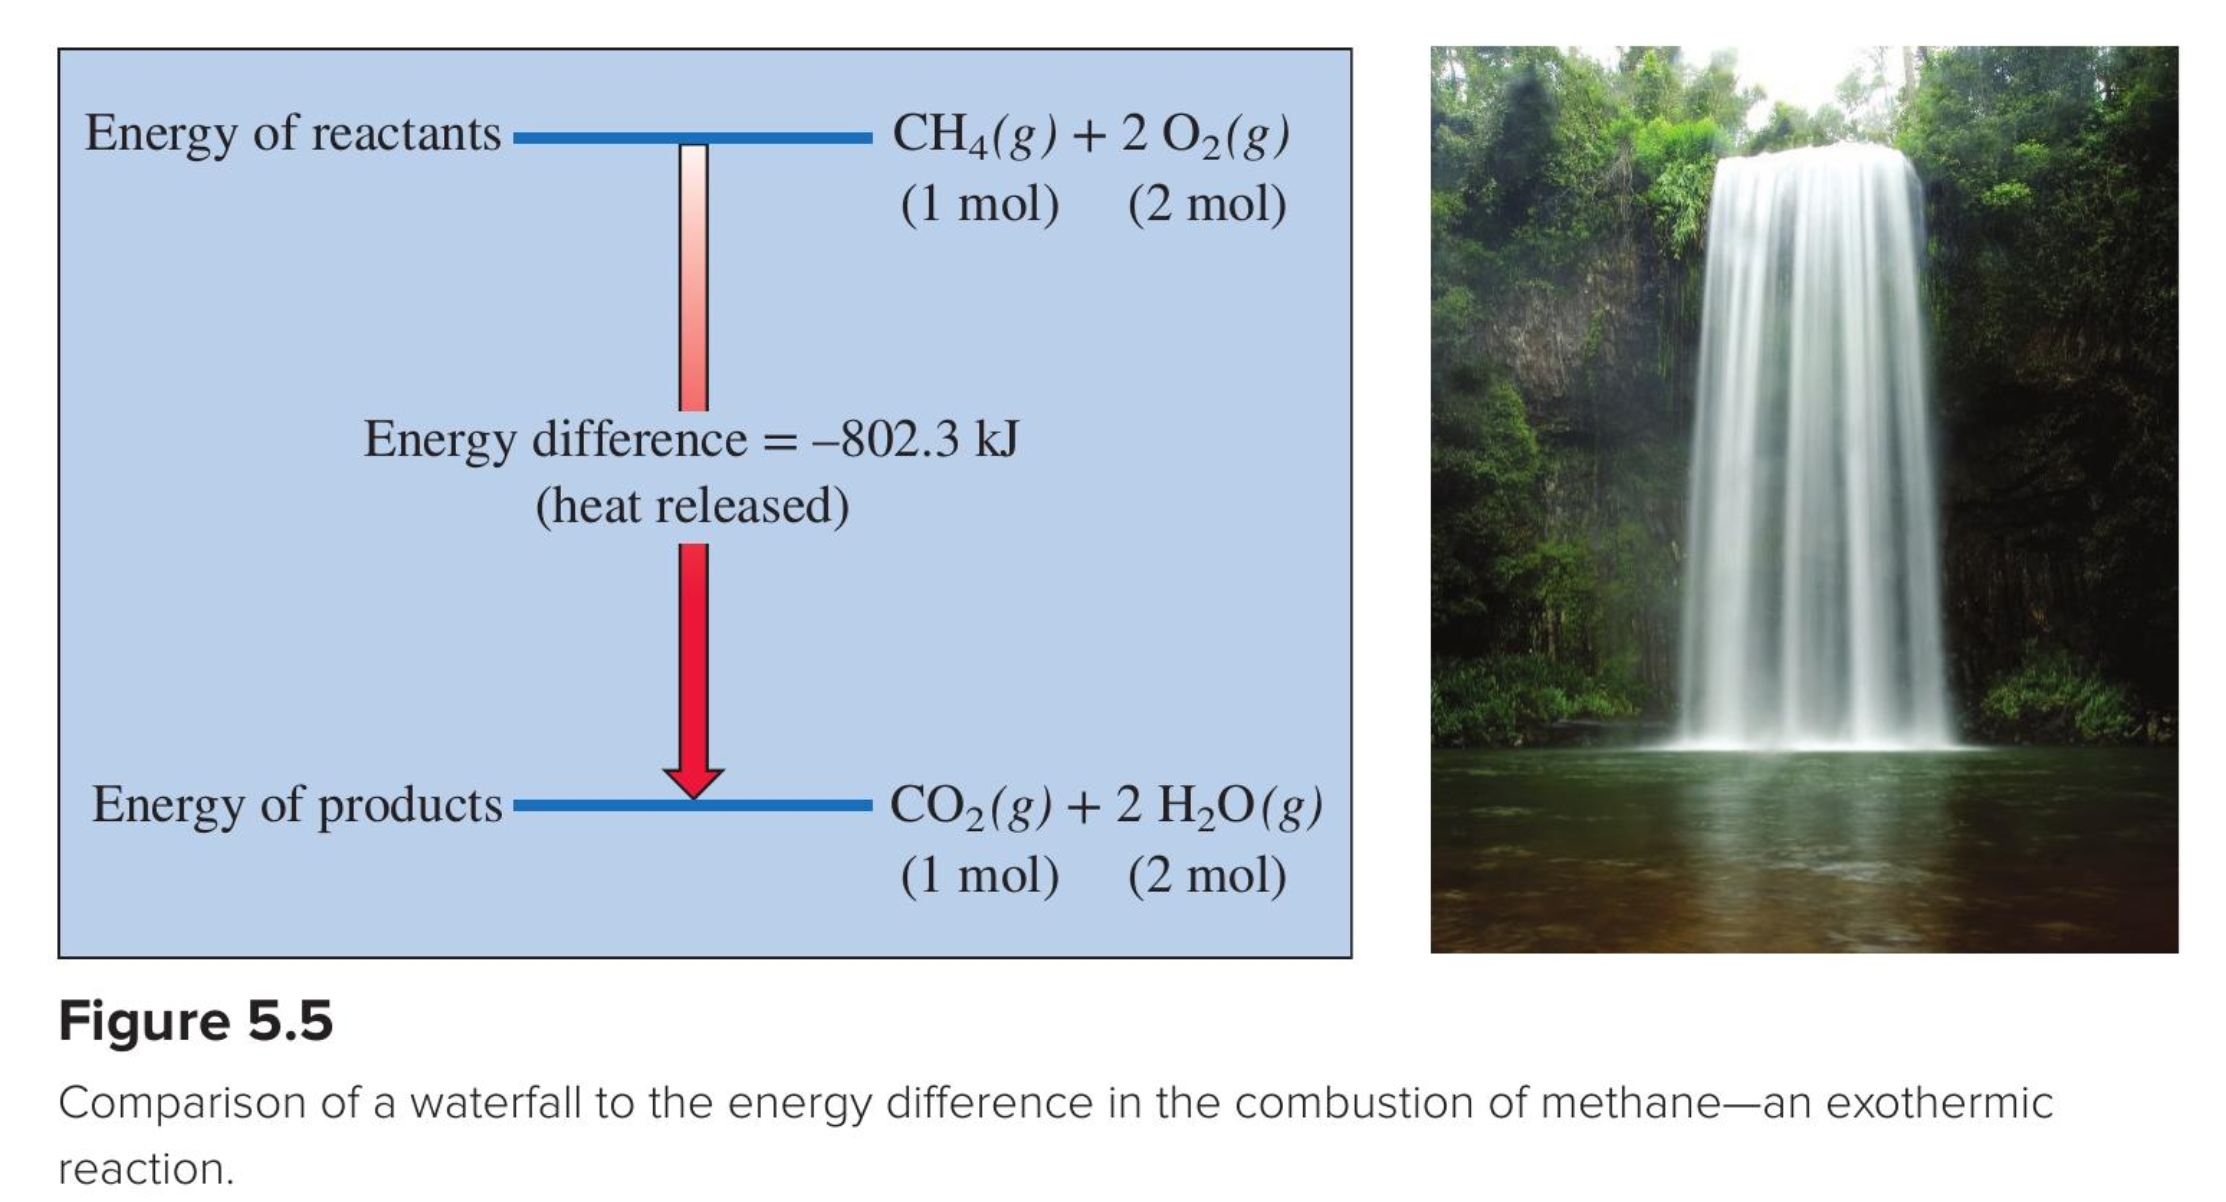 Energy of reactants CH₄(g) + 2 O₂(g)
(1 mol) (2 mol)
Energy difference = –802.3 kJ
(heat released)
Energy of products CO₂(g) + 2 H₂O(g)
(1 mol) (2 mol)
Figure 5.5
Comparison of a waterfall to the energy difference in the combustion of methane—an exothermic
reaction.